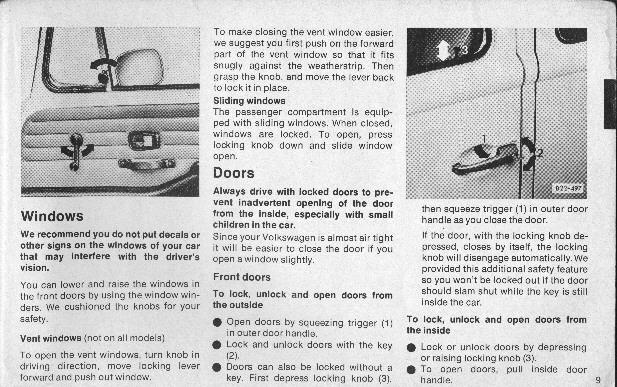 Windows
We recommend you do not put decals or
other signs on the windows of your car
that may interfere with the driver's
vision.
You can lower and raise the windows in
the front doors by using the window win-
ders. We cushioned the knobs for your
safety.
Vent windows (not on all models)
To open the vent windows, turn knob in
driving direction, move locking lever
forward and push out window.
To make closing the vent window easier,
we suggest you first push on the forward
part of the vent window so that it fits
snugly against the weatherstrip. Then
grasp the knob, and move the lever back
to lock it in place.
Sliding windows
The passenger compartment is equip-
ped with sliding windows. When closed,
windows are locked. To open, press
locking knob down and slide window
open.
Doors
Always drive with locked doors to pre-
vent inadvertent opening of the door
from the inside, especially with small
children in the car.
Since your Volkswagen is almost air tight
it will be easier to close the door if you
open a window slightly.
Front doors
To lock, unlock and open doors from
the outside
● Open doors by squeezing trigger (1)
in outer door handle.
● Lock and unlock doors with the key
(2).
● Doors can also be locked without a
key. First depress locking knob (3),
3
1
2
B22-497
then squeeze trigger (1) in outer door
handle as you close the door.
If the door, with the locking knob de-
pressed, closes by itself, the locking
knob will disengage automatically. We
provided this additional safety feature
so you won't be locked out if the door
should slam shut while the key is still
inside the car.
To lock, unlock and open doors from
the inside
● Lock or unlock doors by depressing
or raising locking knob (3).
● To open doors, pull inside door
handle.
9